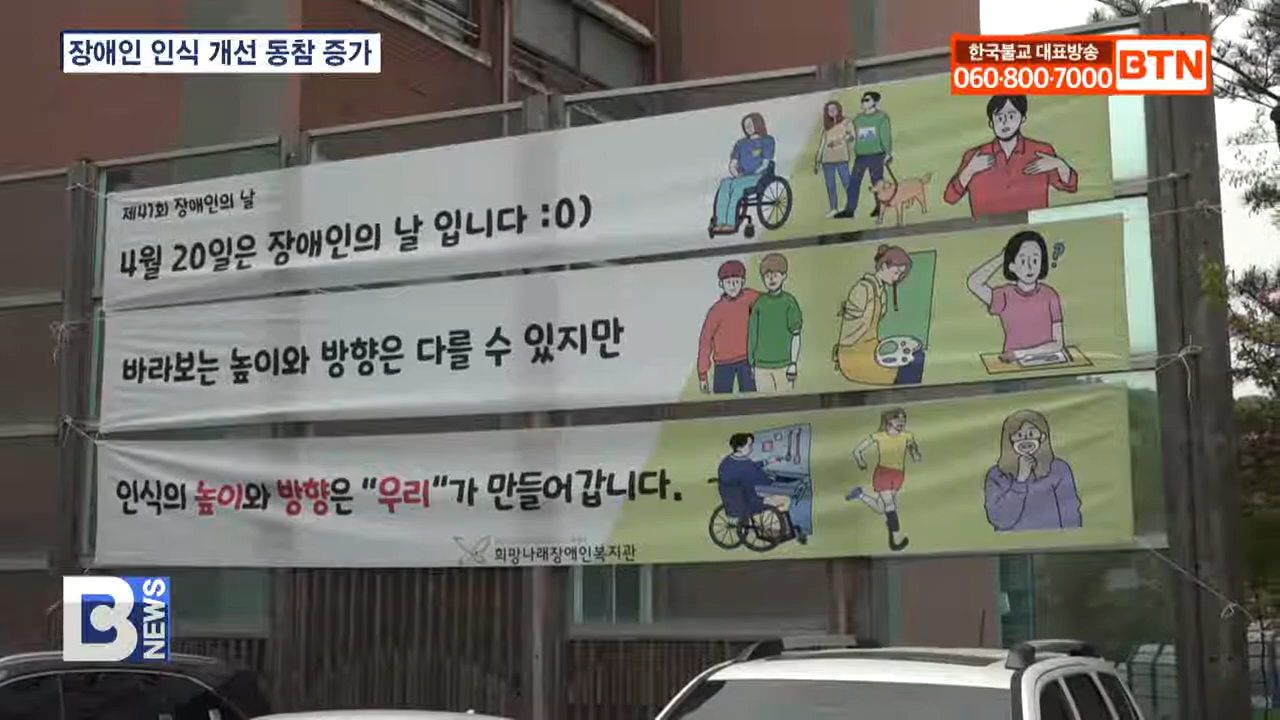 장애인 인식 개선 동참 증가
한국불교 대표방송
060·800·7000
BTN
제41회 장애인의 날
4월 20일은 장애인의 날 입니다 :0)
바라보는 높이와 방향은 다를 수 있지만
?
인식의 높이와 방향은 "우리"가 만들어갑니다.
희망나래장애인복지관
B NEWS